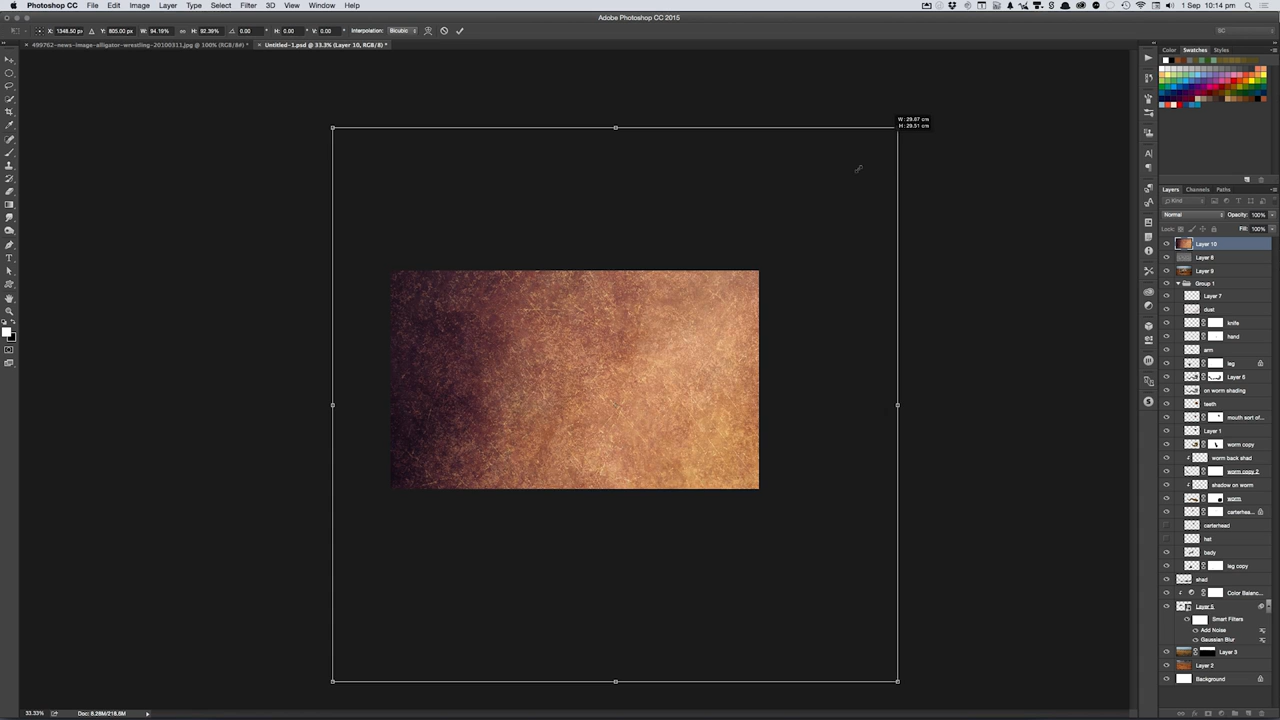 Photoshop CC File Edit Image Layer Type Select Filter 3D View Window Help
1 Sep 10:14 pm
Adobe Photoshop CC 2015
X: 1348.50 px Y: 805.00 px W: 94.19% H: 92.39% 0.00 H: 0.00 V: 0.00 Interpolation: Bicubic
499762-news-image-alligator-wrestling-20100311.jpg @ 100% (RGB/8#) * Untitled-1.psd @ 33.3% (Layer 10, RGB/8) *
Color Swatches Styles
W: 29.87 cm
H: 29.51 cm
Layers Channels Paths
Kind
Normal Opacity: 100%
Lock: Fill: 100%
Layer 10
Layer 8
Layer 9
Group 1
Layer 7
dust
knife
hand
arm
leg
Layer 6
on worm shading
teeth
mouth sort of...
Layer 1
worm copy
worm back shad
worm copy 2
shadow on worm
worm
carterhea...
carterhead
hat
body
leg copy
shad
Color Balanc...
Layer 5
Smart Filters
Add Noise
Gaussian Blur
Layer 3
Layer 2
Background
33.33% Doc: 8.28M/218.8M